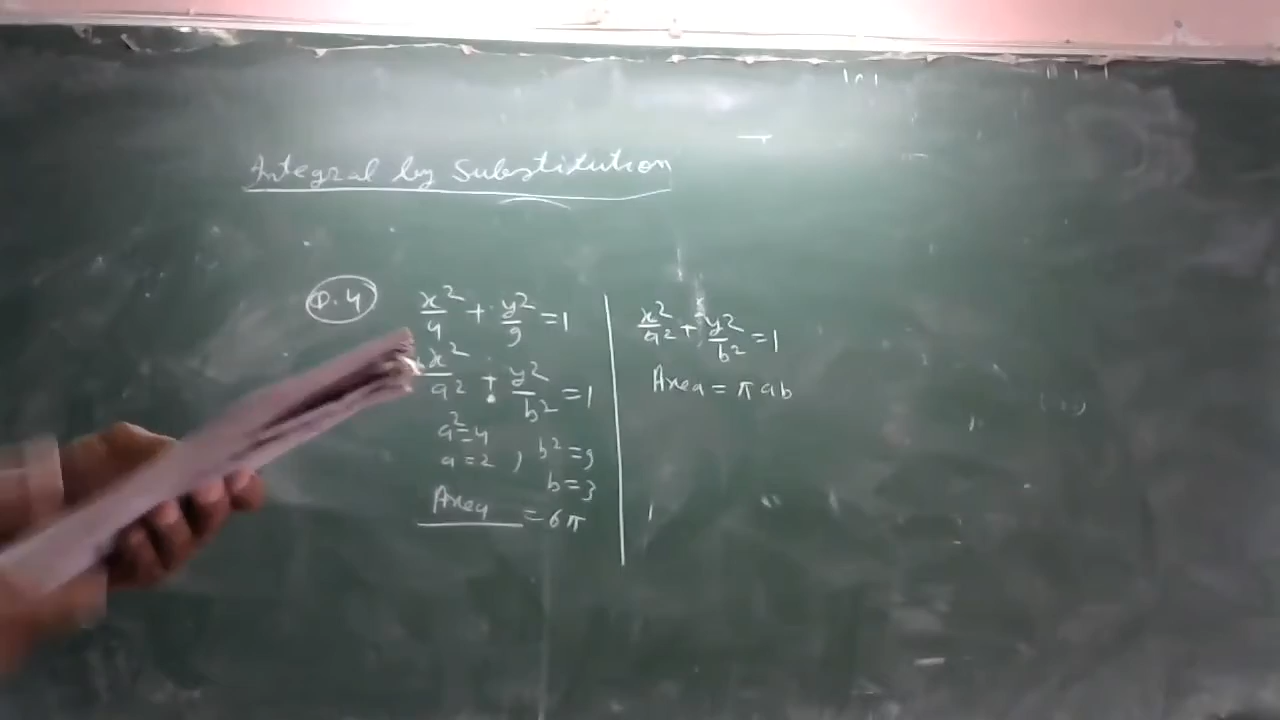 Integral by Substitution
Q.4
x²/4 + y²/9 = 1
x²/a² + y²/b² = 1
a² = 4
a = 2 , b² = 9
b = 3
Area = 6π
x²/a² + y²/b² = 1
Area = πab